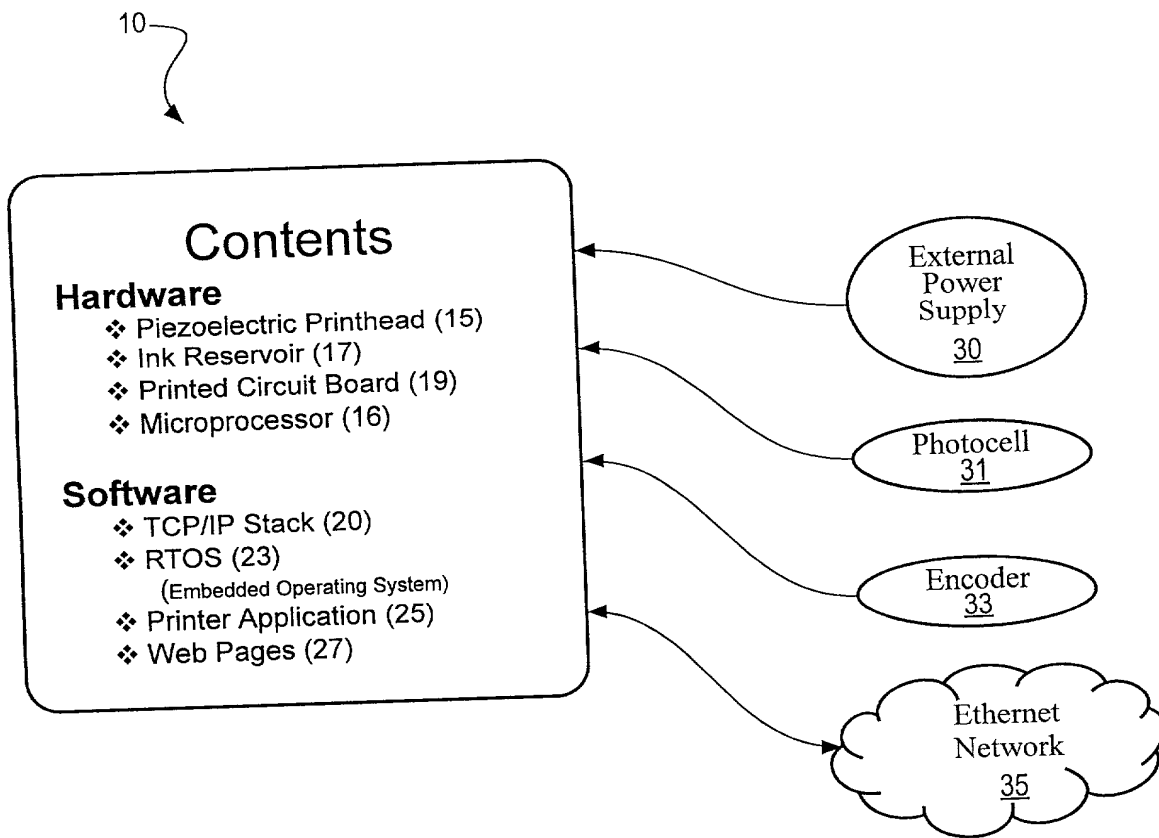 10
Contents
Hardware
❖ Piezoelectric Printhead (15)
❖ Ink Reservoir (17)
❖ Printed Circuit Board (19)
❖ Microprocessor (16)
Software
❖ TCP/IP Stack (20)
❖ RTOS (23)
(Embedded Operating System)
❖ Printer Application (25)
❖ Web Pages (27)
External
Power
Supply
30
Photocell
31
Encoder
33
Ethernet
Network
35